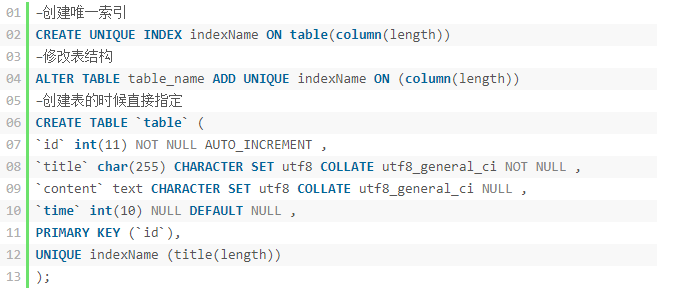 01 –创建唯一索引
02 CREATE UNIQUE INDEX indexName ON table(column(length))
03 –修改表结构
04 ALTER TABLE table_name ADD UNIQUE indexName ON (column(length))
05 –创建表的时候直接指定
06 CREATE TABLE `table` (
07 `id` int(11) NOT NULL AUTO_INCREMENT ,
08 `title` char(255) CHARACTER SET utf8 COLLATE utf8_general_ci NOT NULL ,
09 `content` text CHARACTER SET utf8 COLLATE utf8_general_ci NULL ,
10 `time` int(10) NULL DEFAULT NULL ,
11 PRIMARY KEY (`id`),
12 UNIQUE indexName (title(length))
13 );